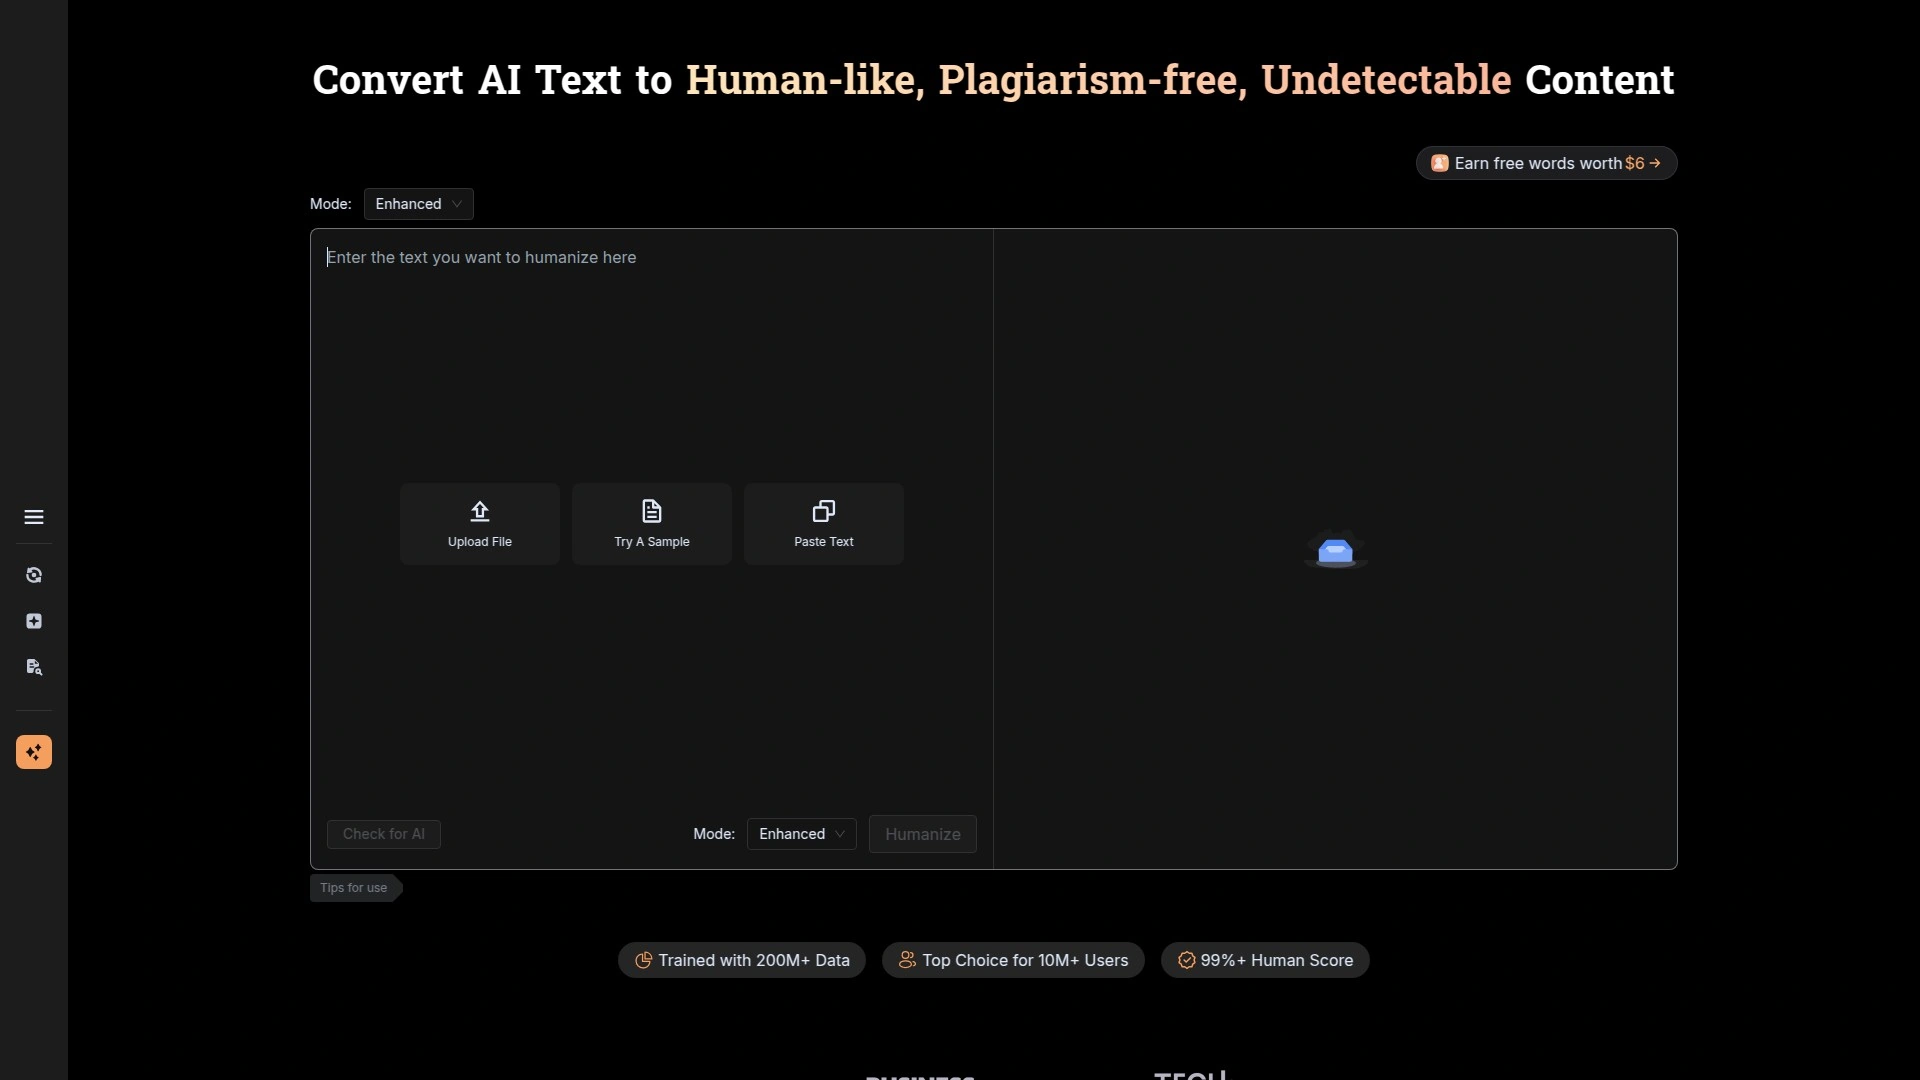 Convert AI Text to Human-like, Plagiarism-free, Undetectable Content
Earn free words worth $6
Mode: Enhanced
Enter the text you want to humanize here
Upload File
Try A Sample
Paste Text
Check for AI
Mode: Enhanced
Humanize
Tips for use
Trained with 200M+ Data
Top Choice for 10M+ Users
99%+ Human Score